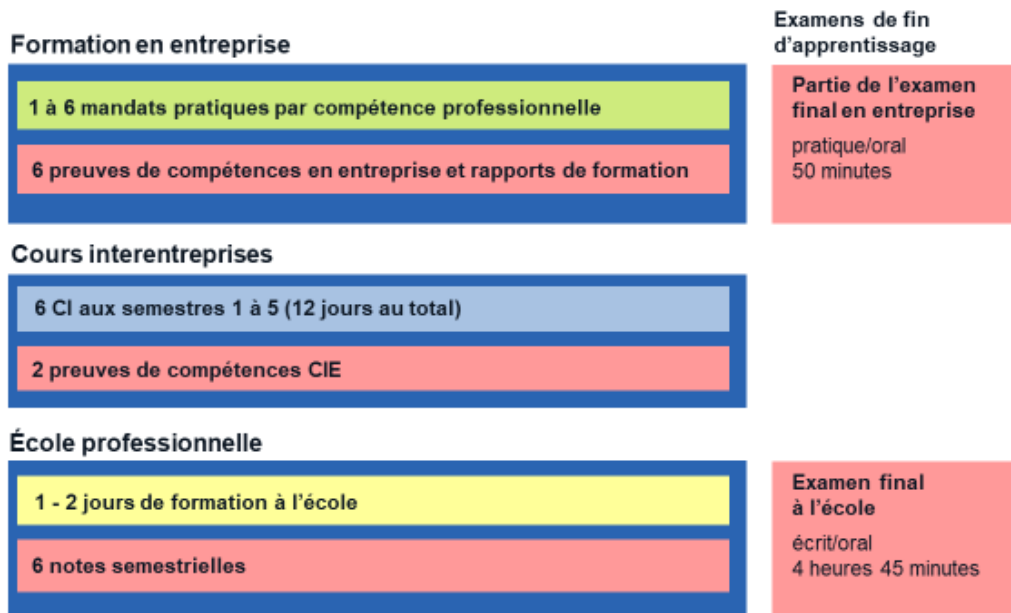 Formation en entreprise
1 à 6 mandats pratiques par compétence professionnelle
6 preuves de compétences en entreprise et rapports de formation
Examens de fin
d'apprentissage
Partie de l'examen
final en entreprise
pratique/oral
50 minutes
Cours interentreprises
6 CI aux semestres 1 à 5 (12 jours au total)
2 preuves de compétences CIE
École professionnelle
1 - 2 jours de formation à l'école
6 notes semestrielles
Examen final
à l'école
écrit/oral
4 heures 45 minutes